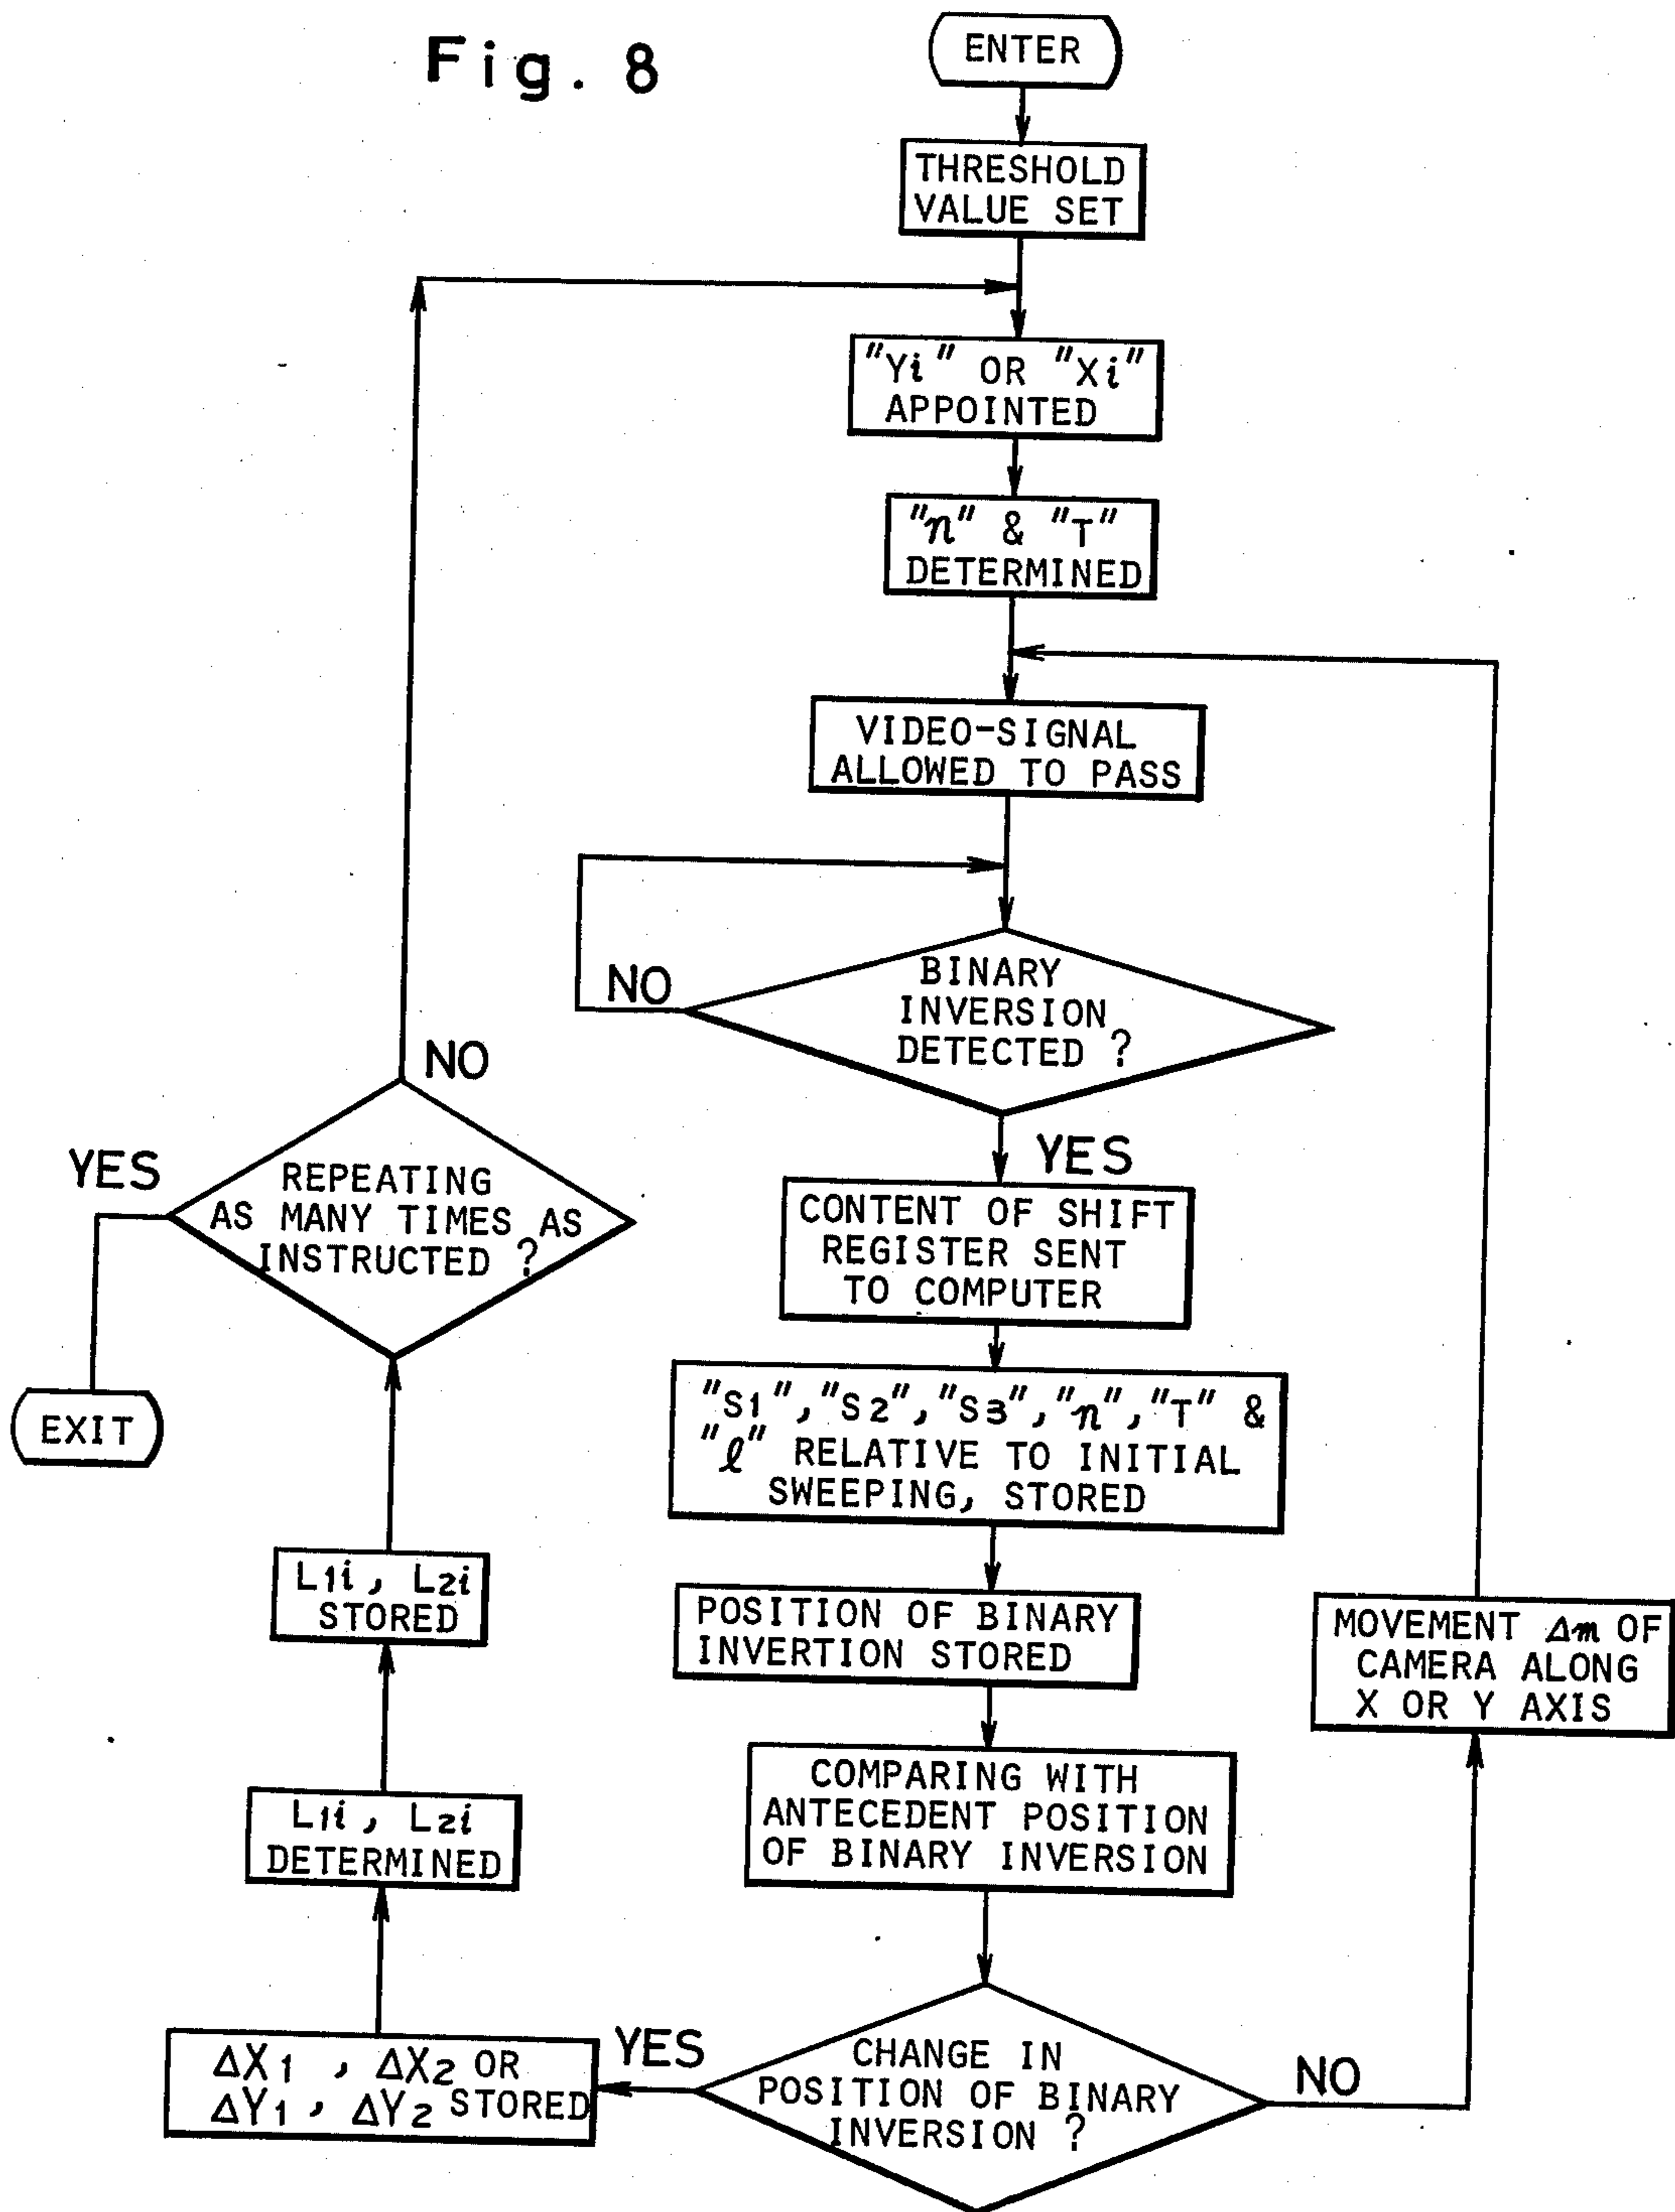 Fig. 8
ENTER
THRESHOLD
VALUE SET
"Yi" OR "Xi"
APPOINTED
"n" & "T"
DETERMINED
VIDEO-SIGNAL
ALLOWED TO PASS
BINARY
INVERSION
DETECTED ?
NO
YES
CONTENT OF SHIFT
REGISTER SENT
TO COMPUTER
"S1", "S2", "S3", "n", "T" &
"ℓ" RELATIVE TO INITIAL
SWEEPING, STORED
POSITION OF BINARY
INVERTION STORED
COMPARING WITH
ANTECEDENT POSITION
OF BINARY INVERSION
CHANGE IN
POSITION OF BINARY
INVERSION ?
NO
MOVEMENT Δm OF
CAMERA ALONG
X OR Y AXIS
YES
ΔX1 , ΔX2 OR
ΔY1 , ΔY2 STORED
L1i , L2i
DETERMINED
L1i , L2i
STORED
REPEATING
AS MANY TIMES AS
INSTRUCTED ?
NO
YES
EXIT